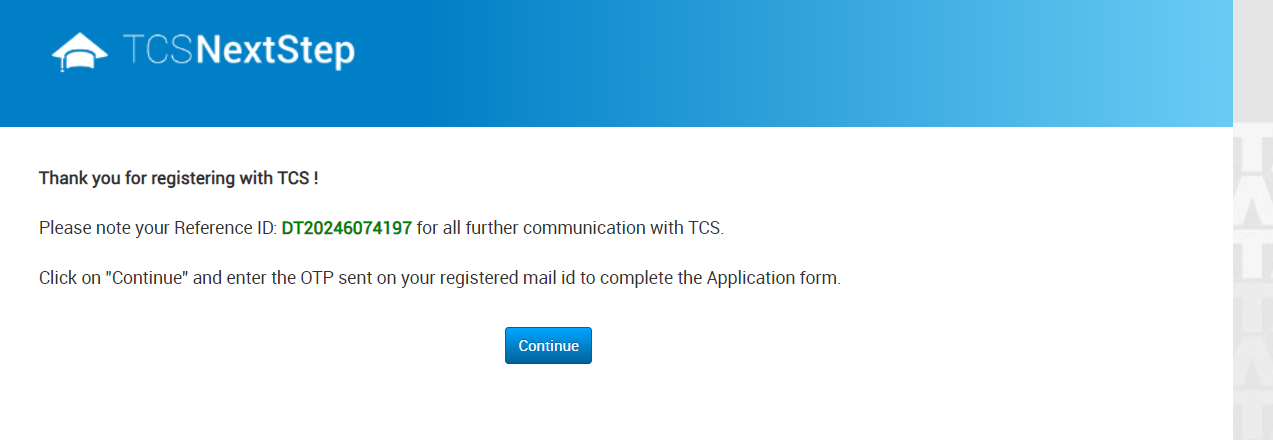 TCSNextStep
Thank you for registering with TCS !
Please note your Reference ID: DT20246074197 for all further communication with TCS.
Click on "Continue" and enter the OTP sent on your registered mail id to complete the Application form.
Continue